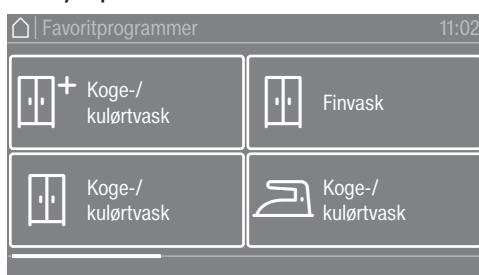 Favoritprogrammer 11:02
Koge-/
kulørtvask
Finvask
Koge-/
kulørtvask
Koge-/
kulørtvask